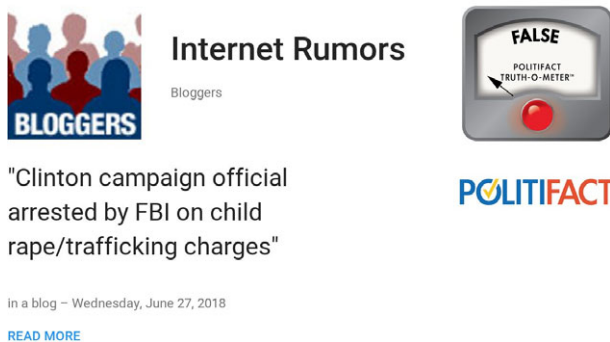 BLOGGERS
Internet Rumors
Bloggers
FALSE
POLITIFACT
TRUTH-O-METER™
"Clinton campaign official
arrested by FBI on child
rape/trafficking charges"
POLITIFACT
in a blog – Wednesday, June 27, 2018
READ MORE